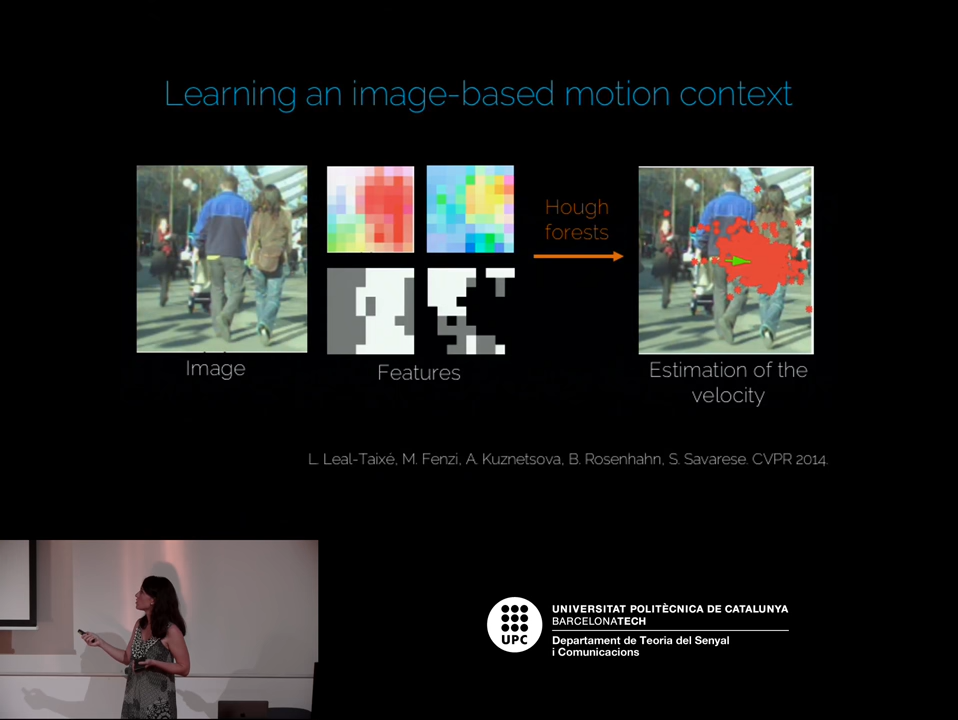 Learning an image-based motion context
Hough
forests
Image
Features
Estimation of the
velocity
L. Leal-Taixé, M. Fenzi, A. Kuznetsova, B. Rosenhahn, S. Savarese. CVPR 2014.
UPC
UNIVERSITAT POLITÈCNICA DE CATALUNYA
BARCELONATECH
Departament de Teoria del Senyal
i Comunicacions